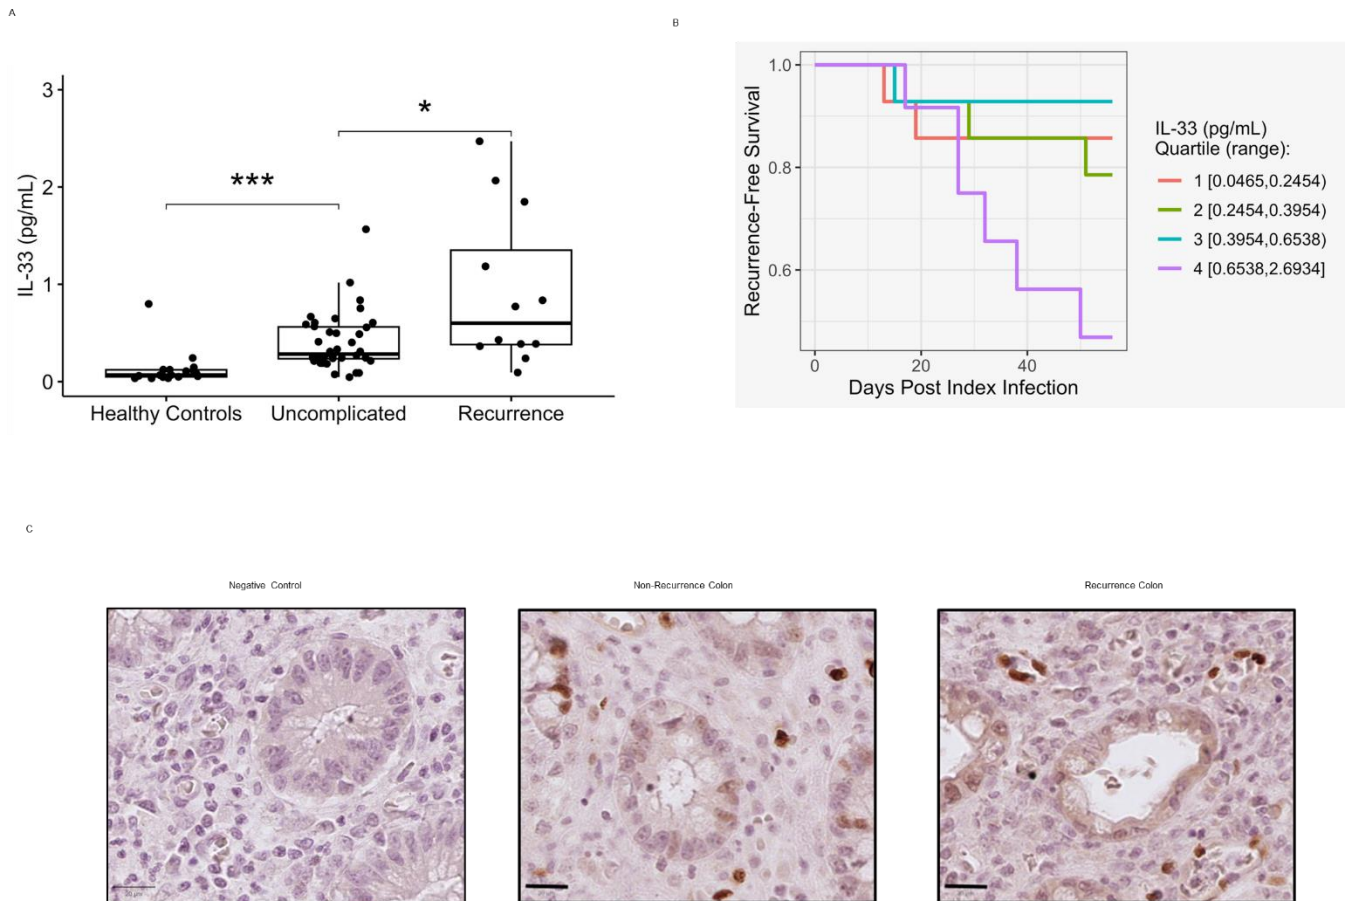 A
B
3
2
1
0
IL-33 (pg/mL)
***
*
Healthy Controls
Uncomplicated
Recurrence
1.0
0.8
0.6
Recurrence-Free Survival
0
20
40
Days Post Index Infection
IL-33 (pg/mL)
Quartile (range):
1 [0.0465,0.2454)
2 [0.2454,0.3954)
3 [0.3954,0.6538)
4 [0.6538,2.6934]
C
Negative Control
Non-Recurrence Colon
Recurrence Colon
20 µm